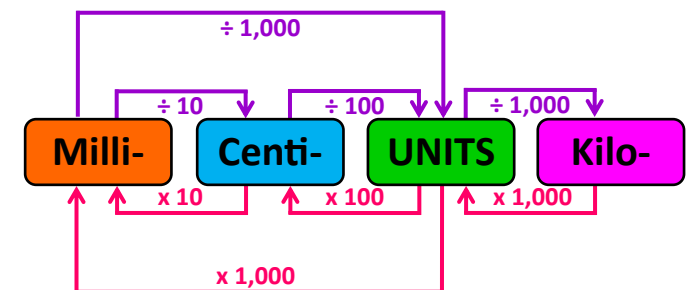 ÷ 1,000
÷ 10
÷ 100
÷ 1,000
Milli-
Centi-
UNITS
Kilo-
x 10
x 100
x 1,000
x 1,000